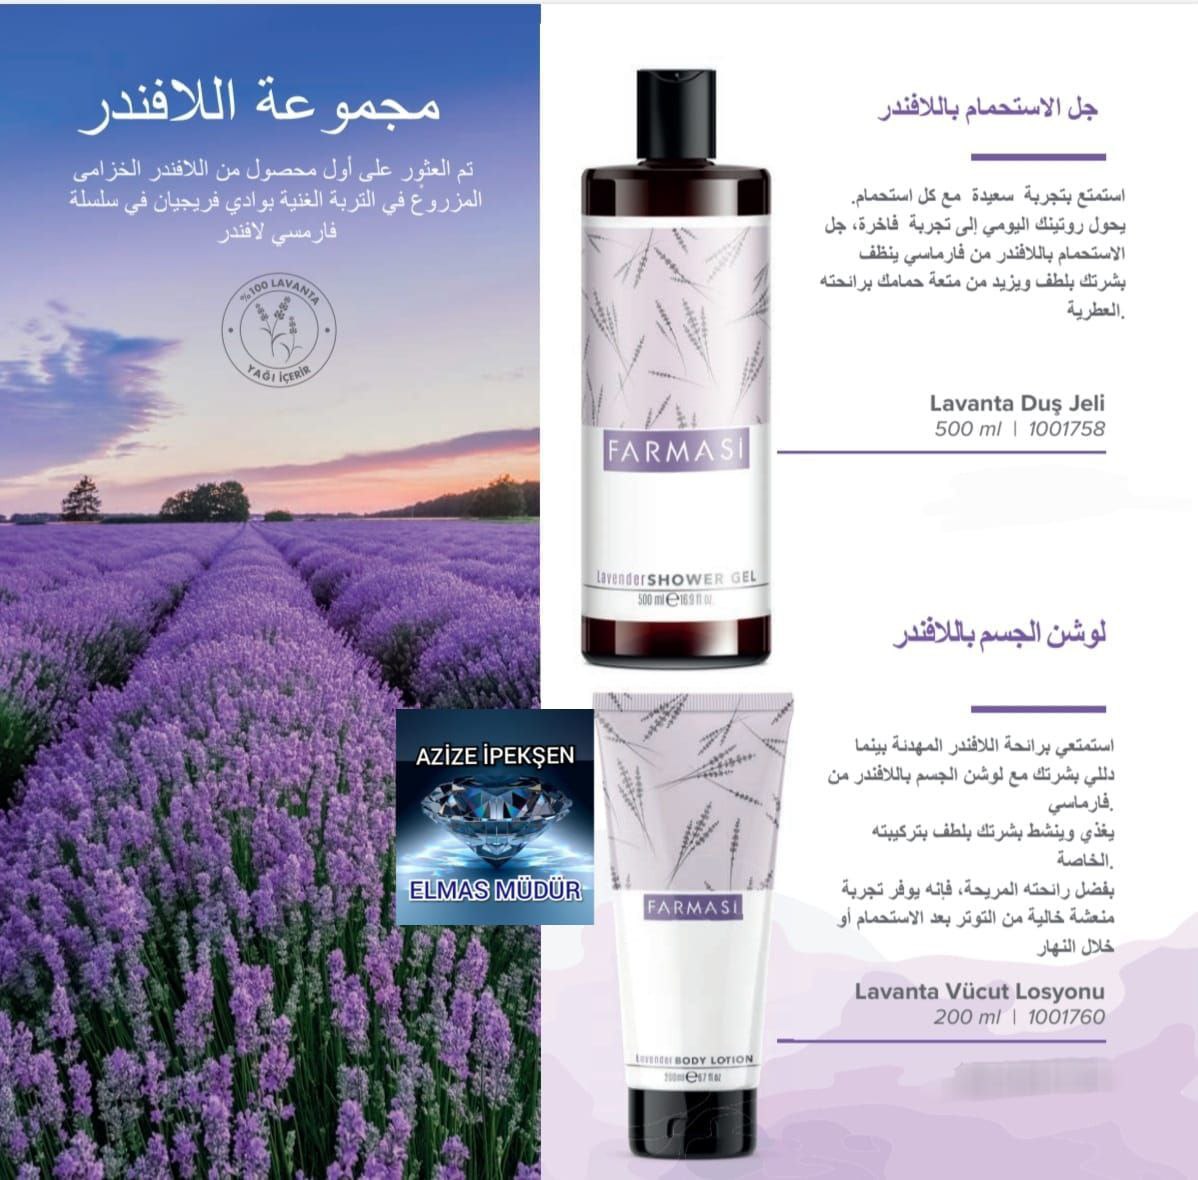 مجموعة اللافندر
تم العثور على أول محصول من اللافندر الخزامى
المزروع في التربة الغنية بوادي فريجيان في سلسلة
فارمسي لافندر
%100 LAVANTA
YAĞI İÇERİR
جل الاستحمام باللافندر
استمتع بتجربة سعيدة مع كل استحمام.
يحول روتينك اليومي إلى تجربة فاخرة، جل
الاستحمام باللافندر من فارماسي ينظف
بشرتك بلطف ويزيد من متعة حمامك برائحته
.العطرية
Lavanta Duş Jeli
500 ml | 1001758
FARMASİ
Lavender SHOWER GEL
500 ml e 16.9 fl oz.
لوشن الجسم باللافندر
استمتعي برائحة اللافندر المهدئة بينما
دللي بشرتك مع لوشن الجسم باللافندر من
.فارماسي
يغذي وينشط بشرتك بلطف بتركيبته
.الخاصة
بفضل رائحته المريحة، فإنه يوفر تجربة
منعشة خالية من التوتر بعد الاستحمام أو
خلال النهار
Lavanta Vücut Losyonu
200 ml | 1001760
FARMASİ
Lavender BODY LOTION
200ml e 6.7 fl oz
AZİZE İPEKŞEN
ELMAS MÜDÜR